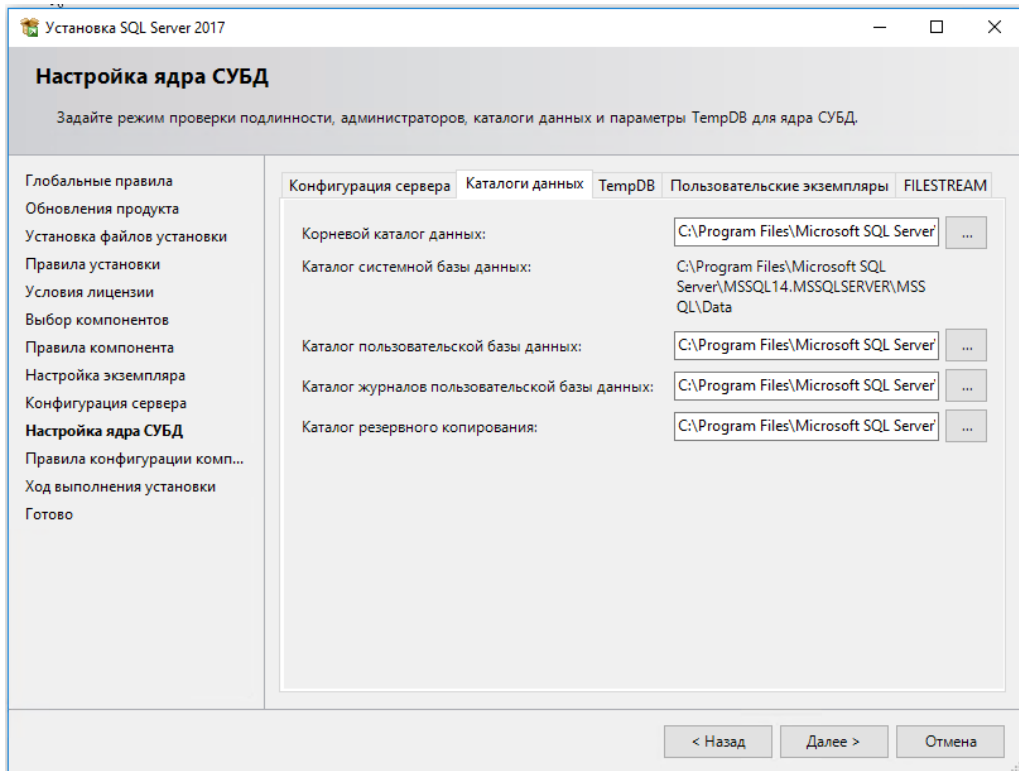 Установка SQL Server 2017
Настройка ядра СУБД
Задайте режим проверки подлинности, администраторов, каталоги данных и параметры TempDB для ядра СУБД.
Глобальные правила
Обновления продукта
Установка файлов установки
Правила установки
Условия лицензии
Выбор компонентов
Правила компонента
Настройка экземпляра
Конфигурация сервера
Настройка ядра СУБД
Правила конфигурации комп...
Ход выполнения установки
Готово
Конфигурация сервера Каталоги данных TempDB Пользовательские экземпляры FILESTREAM
Корневой каталог данных: C:\Program Files\Microsoft SQL Server\ ...
Каталог системной базы данных: C:\Program Files\Microsoft SQL
Server\MSSQL14.MSSQLSERVER\MSS
QL\Data
Каталог пользовательской базы данных: C:\Program Files\Microsoft SQL Server\ ...
Каталог журналов пользовательской базы данных: C:\Program Files\Microsoft SQL Server\ ...
Каталог резервного копирования: C:\Program Files\Microsoft SQL Server\ ...
< Назад Далее > Отмена